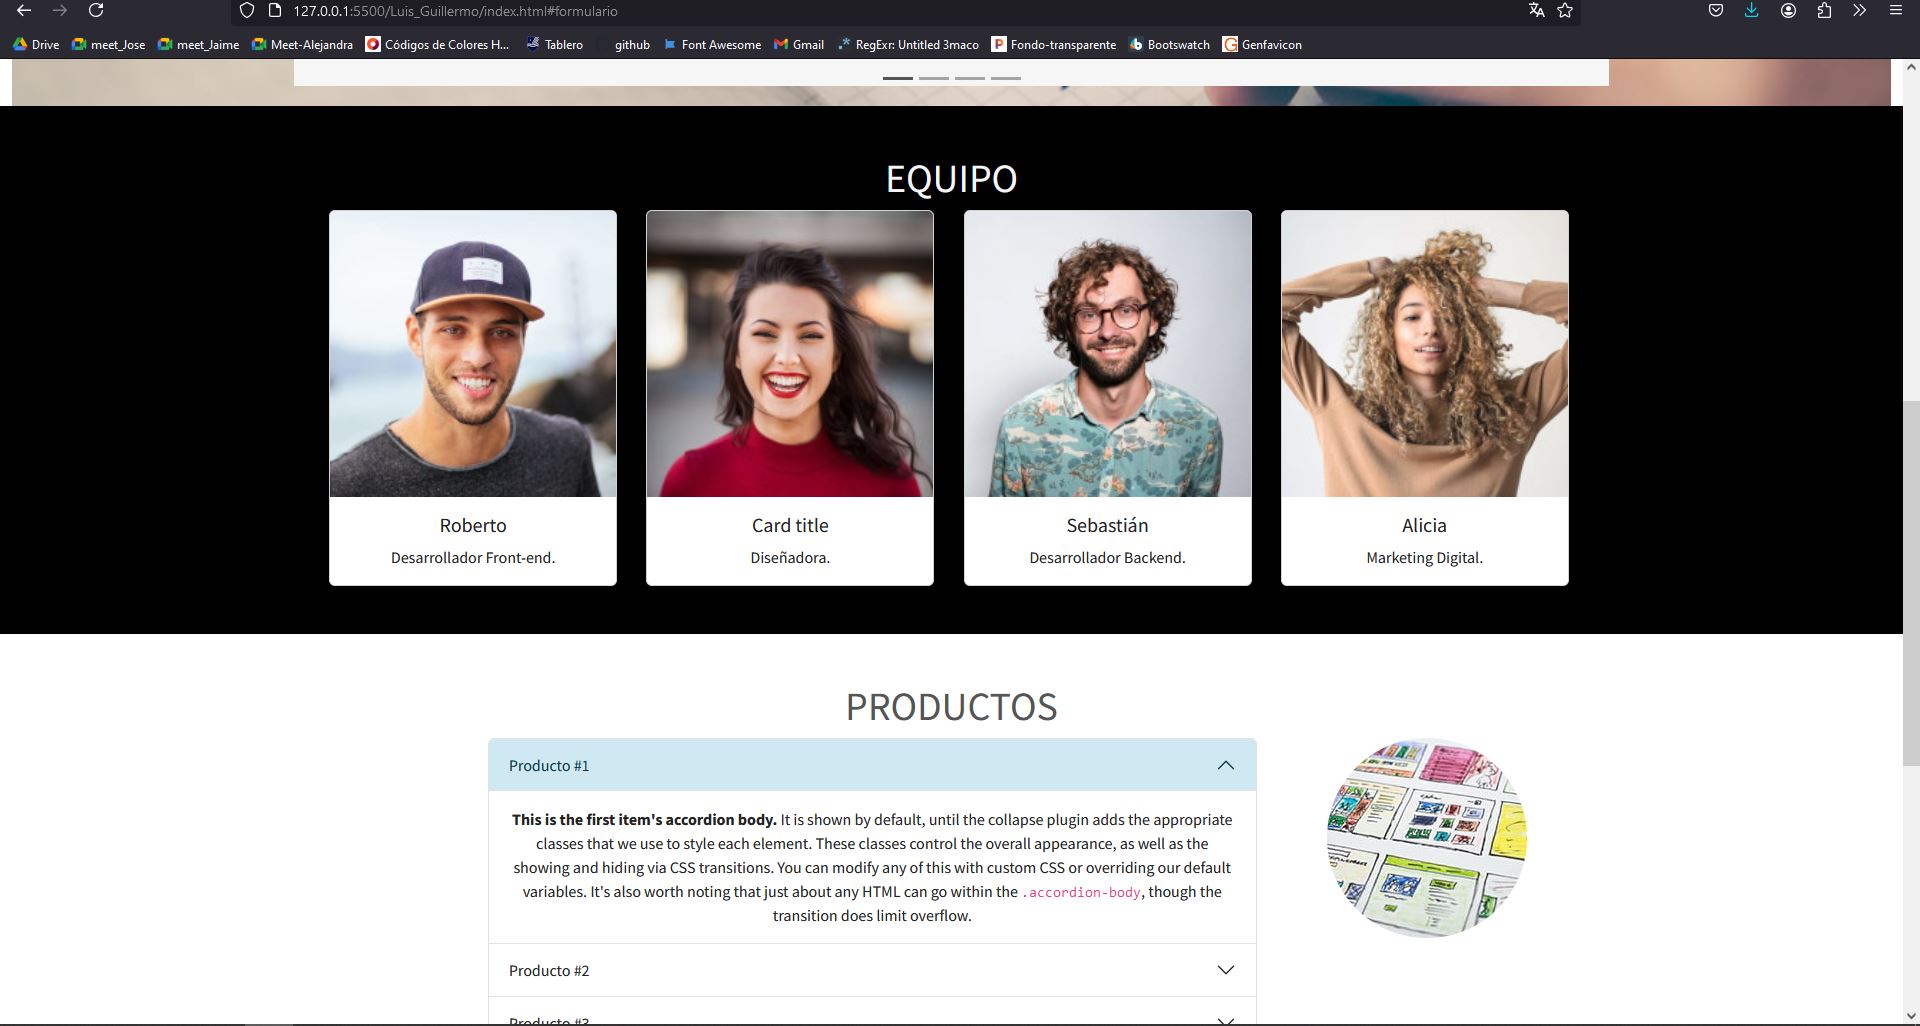 127.0.0.1:5500/Luis_Guillermo/index.html#formulario
Drive meet_Jose meet_Jaime Meet-Alejandra Códigos de Colores H... Tablero github Font Awesome Gmail RegExr: Untitled 3maco Fondo-transparente Bootswatch Genfavicon
EQUIPO
Roberto
Desarrollador Front-end.
Card title
Diseñadora.
Sebastián
Desarrollador Backend.
Alicia
Marketing Digital.
PRODUCTOS
Producto #1
This is the first item's accordion body. It is shown by default, until the collapse plugin adds the appropriate
classes that we use to style each element. These classes control the overall appearance, as well as the
showing and hiding via CSS transitions. You can modify any of this with custom CSS or overriding our default
variables. It's also worth noting that just about any HTML can go within the .accordion-body, though the
transition does limit overflow.
Producto #2
Producto #3